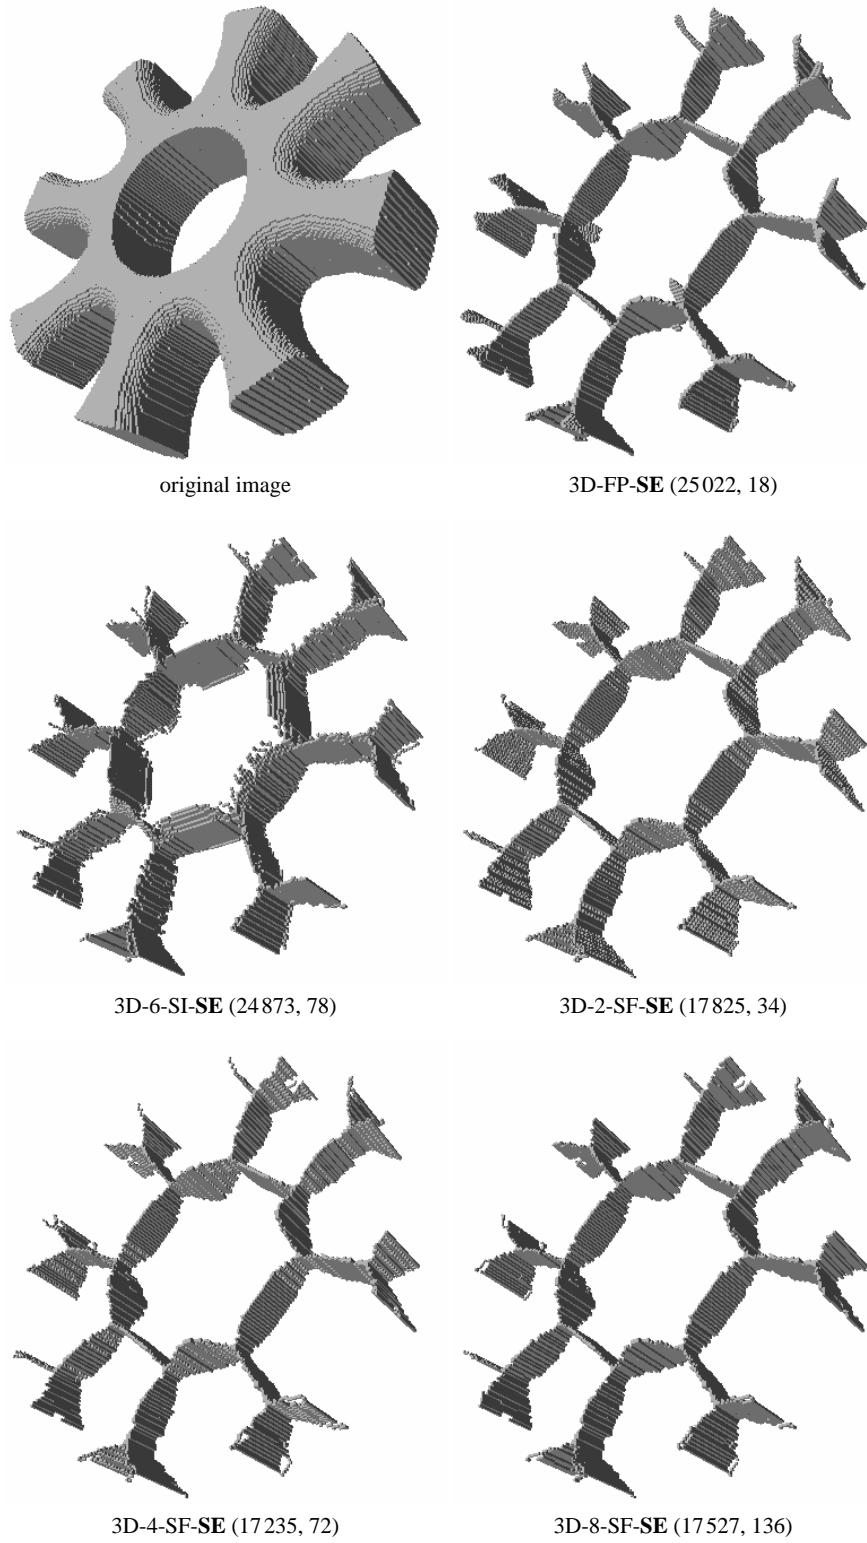 original image
3D-FP-SE (25 022, 18)
3D-6-SI-SE (24 873, 78)
3D-2-SF-SE (17 825, 34)
3D-4-SF-SE (17 235, 72)
3D-8-SF-SE (17 527, 136)